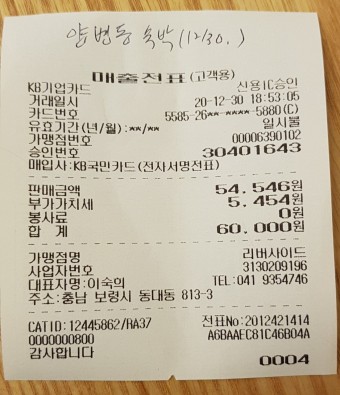 양병동 숙박 (12/30.)
매출전표(고객용)
KB기업카드 신용IC승인
거래일시 20-12-30 18:53:05
카드번호 5585-26**-****-5880(C)
유효기간(년/월):**/** 일시불
가맹점번호 00006390102
승인번호 30401643
매입사:KB국민카드(전자서명전표)
판매금액 54.546원
부가가치세 5.454원
봉사료 0원
합 계 60.000원
가맹점명 리버사이드
사업자번호 3130209196
대표자명:이숙의 TEL:041 9354746
주소:충남 보령시 동대동 813-3
CATID:12445862/RA37 전표No:2012421414
0000000800 A6BAAEC81C46B04A
감사합니다
0004